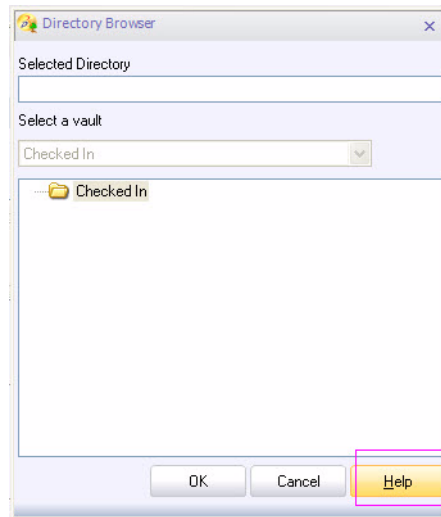 Directory Browser
Selected Directory
Select a vault
Checked In
Checked In
OK Cancel Help